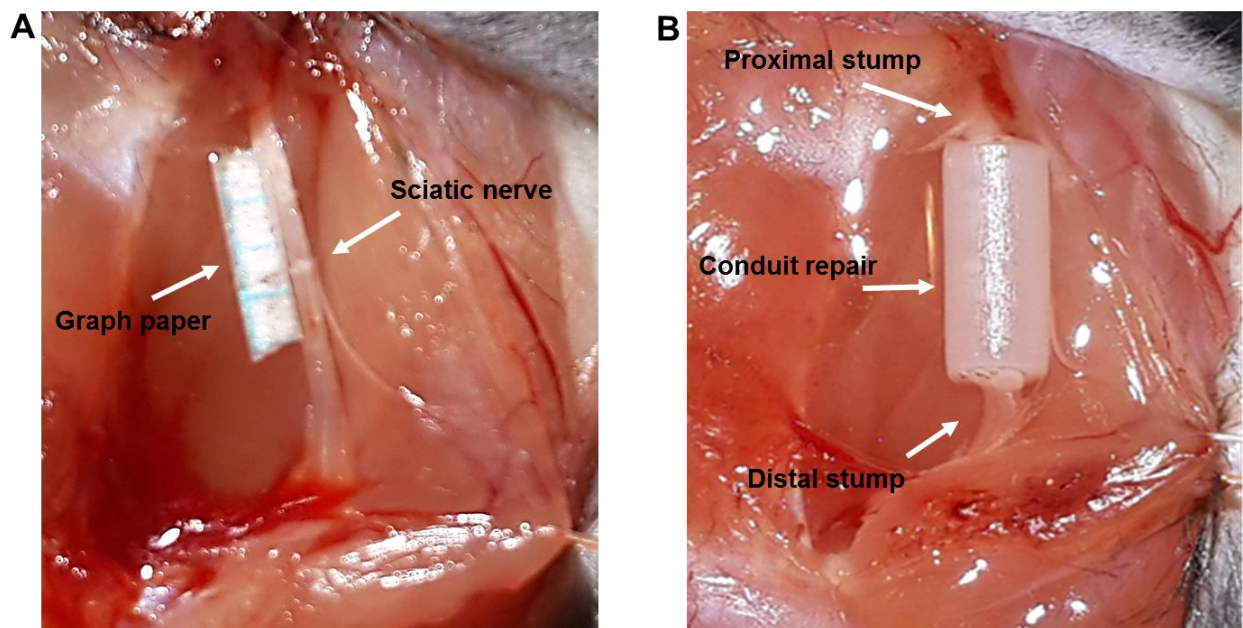 A
Sciatic nerve
Graph paper
B
Proximal stump
Conduit repair
Distal stump